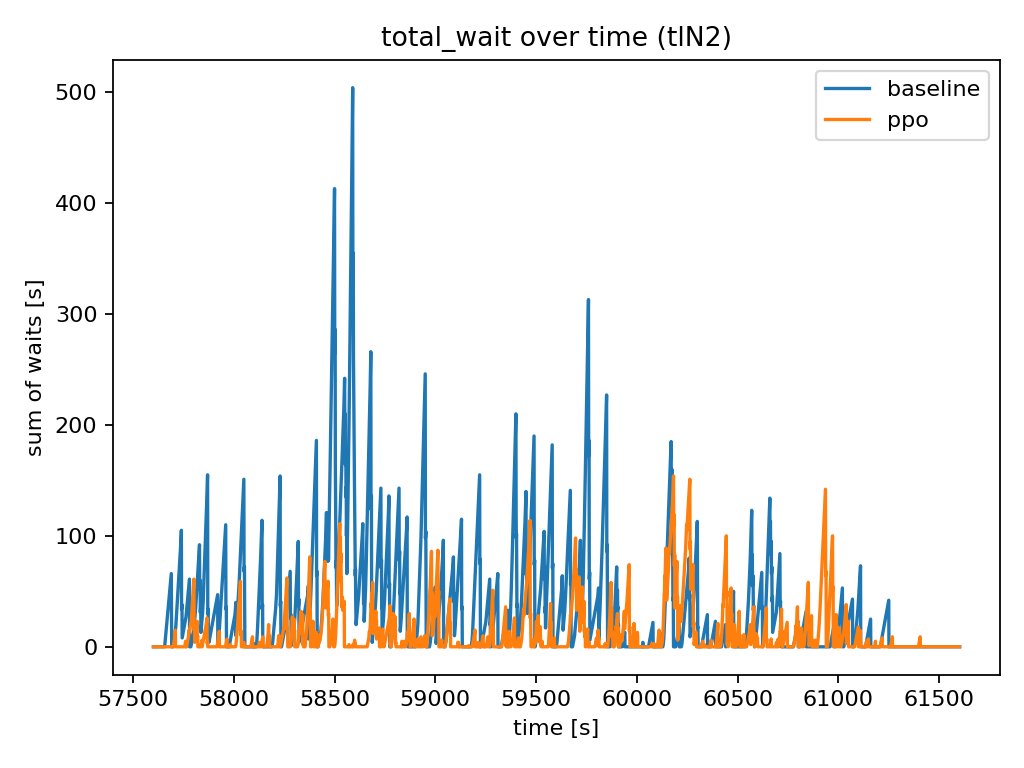 total_wait over time (tlN2)
baseline
ppo
sum of waits [s]
500
400
300
200
100
0
57500 58000 58500 59000 59500 60000 60500 61000 61500
time [s]